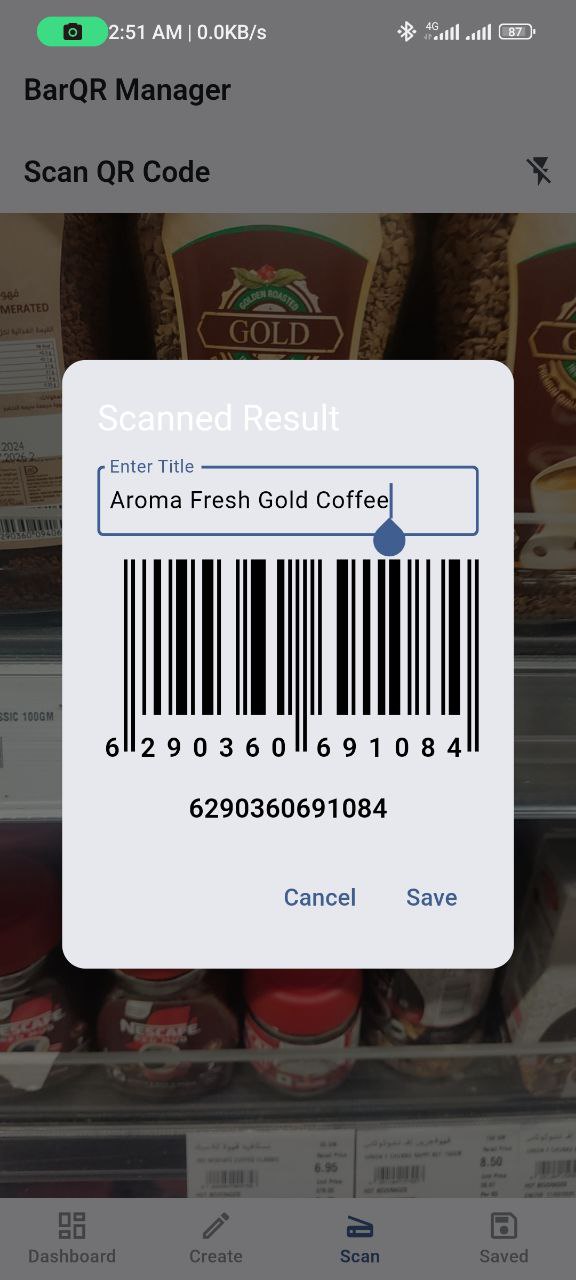 2:51 AM | 0.0KB/s
4G
87
BarQR Manager
Scan QR Code
GOLDEN ROASTED
GOLD
قهو
MERATED
2024
2026.2
Scanned Result
Enter Title
Aroma Fresh Gold Coffee
6 290360 691084
6290360691084
SSIC 100GM
Cancel
Save
NESCAFE
NESCAFE
6.95
8.50
Dashboard
Create
Scan
Saved